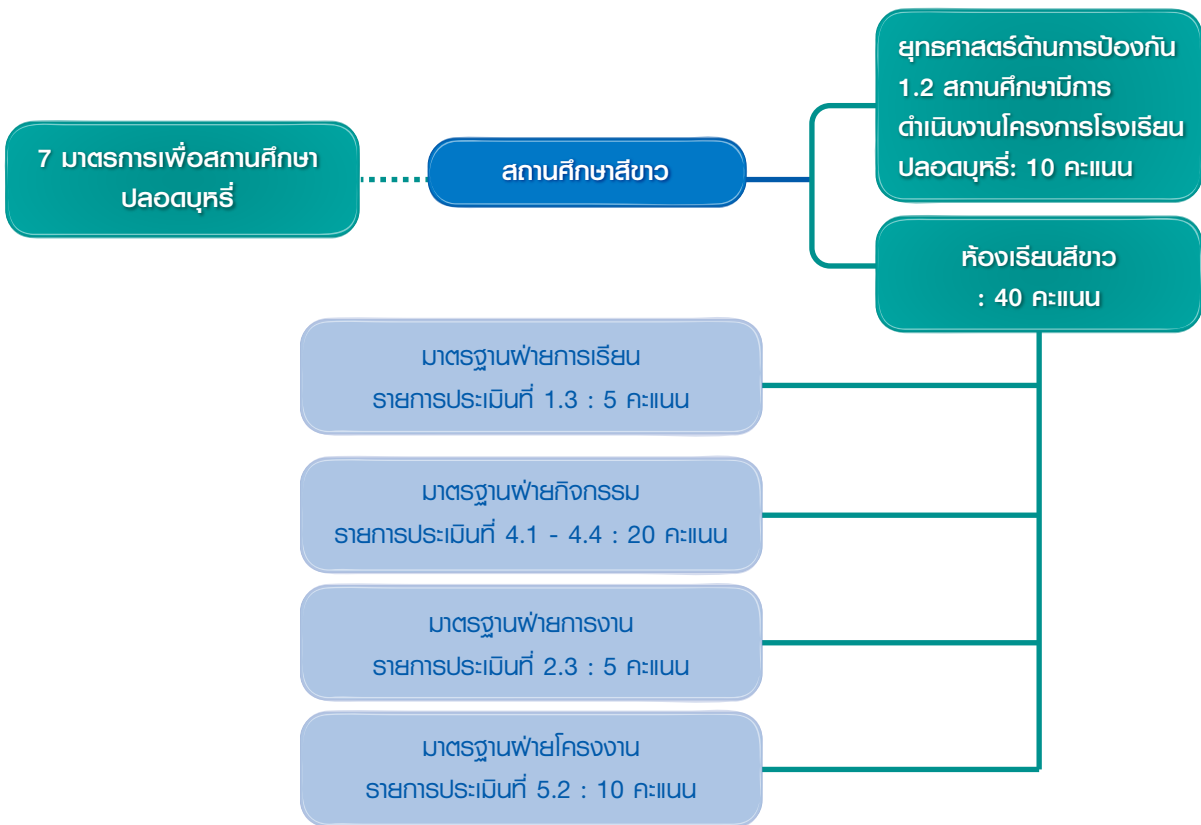 7 มาตรการเพื่อสถานศึกษา
ปลอดบุหรี่
สถานศึกษาสีขาว
ยุทธศาสตร์ด้านการป้องกัน
1.2 สถานศึกษามีการ
ดำเนินงานโครงการโรงเรียน
ปลอดบุหรี่: 10 คะแนน
ห้องเรียนสีขาว
: 40 คะแนน
มาตรฐานฝ่ายการเรียน
รายการประเมินที่ 1.3 : 5 คะแนน
มาตรฐานฝ่ายกิจกรรม
รายการประเมินที่ 4.1 - 4.4 : 20 คะแนน
มาตรฐานฝ่ายการงาน
รายการประเมินที่ 2.3 : 5 คะแนน
มาตรฐานฝ่ายโครงงาน
รายการประเมินที่ 5.2 : 10 คะแนน